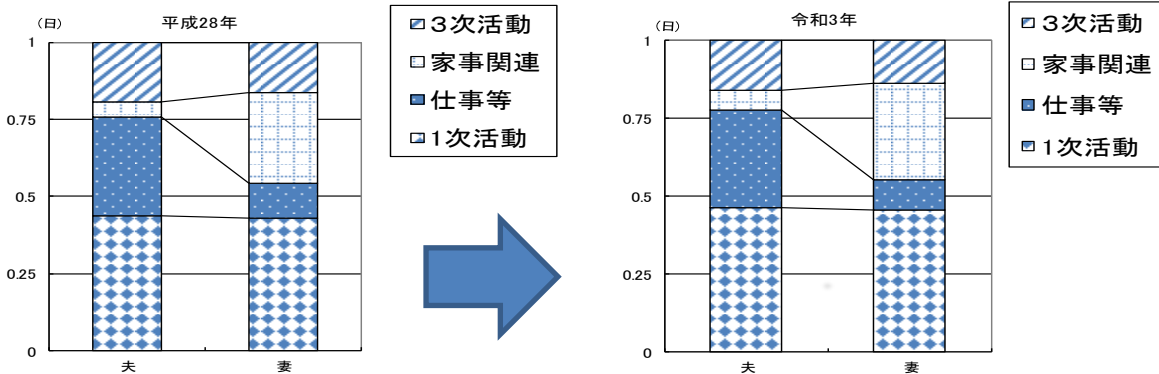 (日)
平成28年
1
0.75
0.5
0.25
0
夫
妻
3次活動
家事関連
仕事等
1次活動
(日)
令和3年
1
0.75
0.5
0.25
0
夫
妻
3次活動
家事関連
仕事等
1次活動